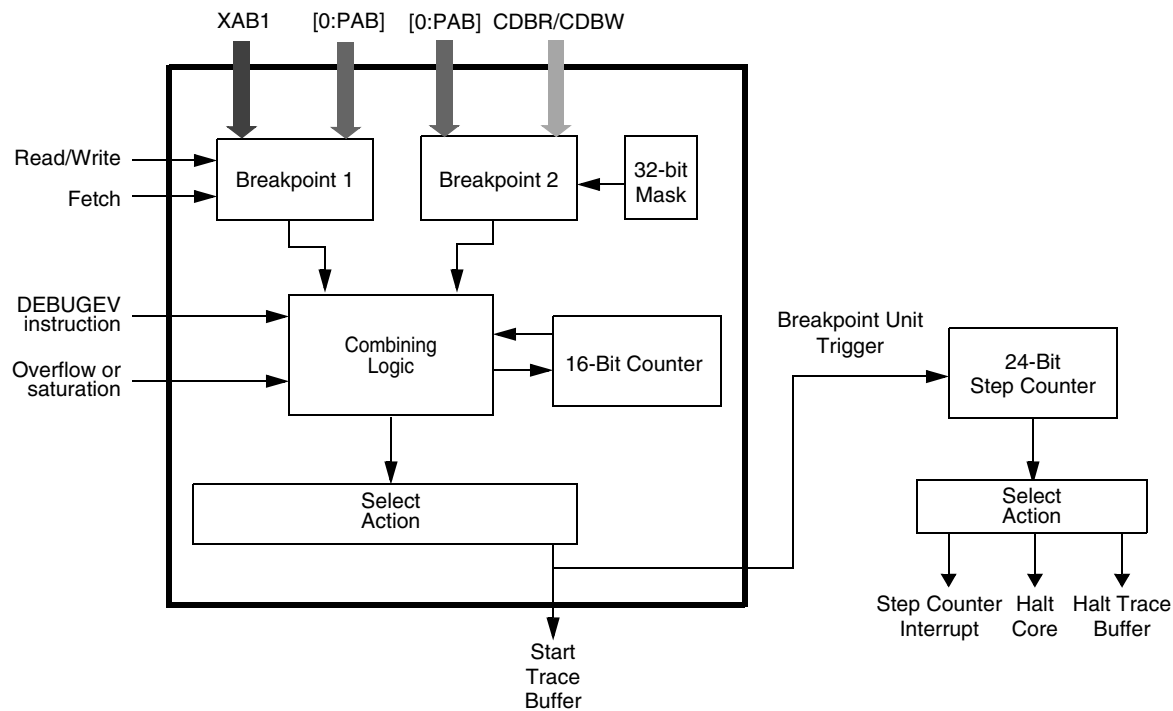 XAB1
[0:PAB]
[0:PAB]
CDBR/CDBW
Read/Write
Fetch
Breakpoint 1
Breakpoint 2
32-bit
Mask
DEBUGEV
instruction
Overflow or
saturation
Combining
Logic
16-Bit Counter
Breakpoint Unit
Trigger
24-Bit
Step Counter
Select
Action
Select
Action
Step Counter
Interrupt
Halt
Core
Halt Trace
Buffer
Start
Trace
Buffer